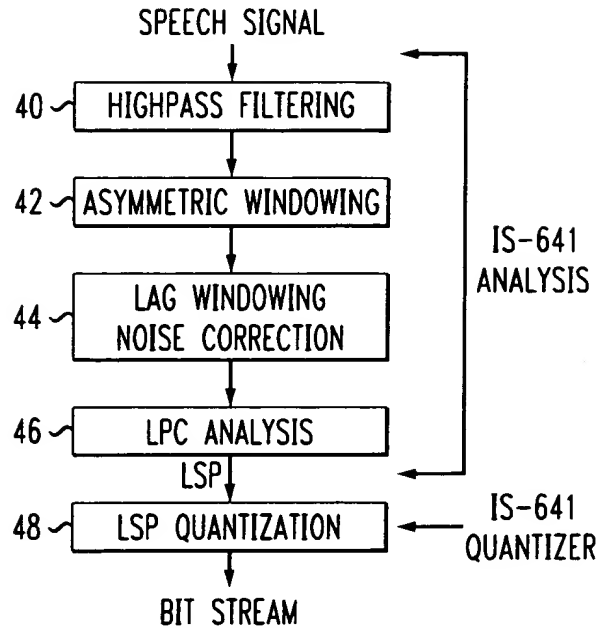 SPEECH SIGNAL
40
HIGHPASS FILTERING
42
ASYMMETRIC WINDOWING
IS-641
ANALYSIS
44
LAG WINDOWING
NOISE CORRECTION
46
LPC ANALYSIS
LSP
48
LSP QUANTIZATION
IS-641
QUANTIZER
BIT STREAM